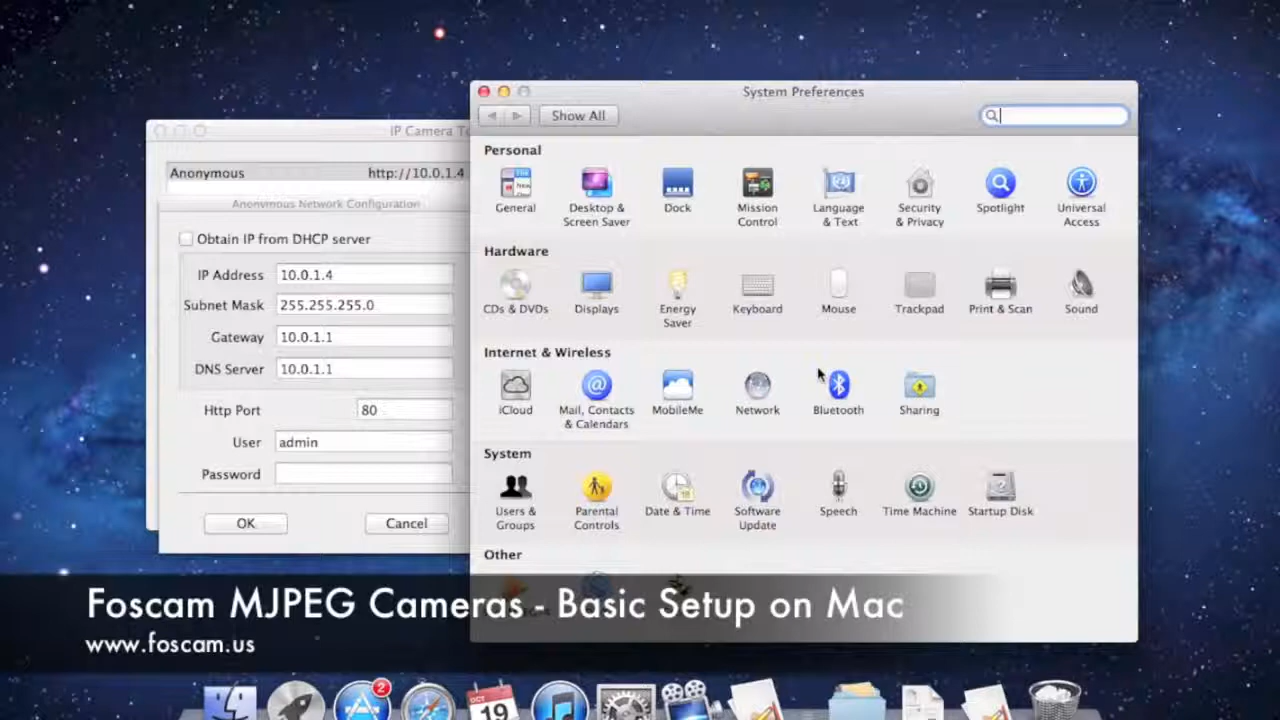 System Preferences
Show All
IP Camera To
Anonymous http://10.0.1.4
Anonymous Network Configuration
Obtain IP from DHCP server
IP Address 10.0.1.4
Subnet Mask 255.255.255.0
Gateway 10.0.1.1
DNS Server 10.0.1.1
Http Port 80
User admin
Password
OK Cancel
Personal
General Desktop & Dock Mission Language Security Spotlight Universal
Screen Saver Control & Text & Privacy Access
Hardware
CDs & DVDs Displays Energy Keyboard Mouse Trackpad Print & Scan Sound
Saver
Internet & Wireless
iCloud Mail, Contacts MobileMe Network Bluetooth Sharing
& Calendars
System
Users & Parental Date & Time Software Speech Time Machine Startup Disk
Groups Controls Update
Other
Foscam MJPEG Cameras - Basic Setup on Mac
www.foscam.us
2
OCT
19